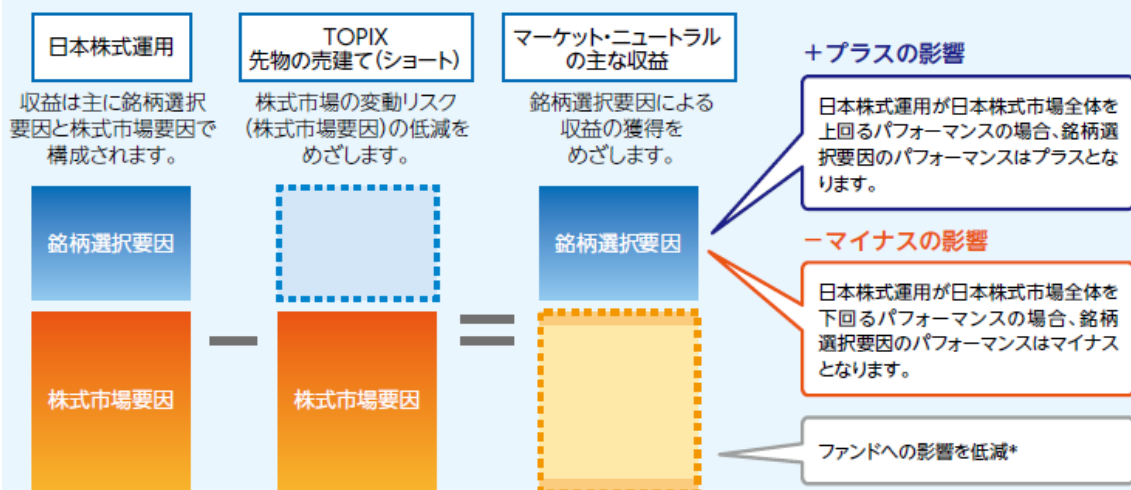 日本株式運用
収益は主に銘柄選択
要因と株式市場要因で
構成されます。
銘柄選択要因
株式市場要因
TOPIX
先物の売建て(ショート)
株式市場の変動リスク
(株式市場要因)の低減を
めざします。
株式市場要因
マーケット・ニュートラル
の主な収益
銘柄選択要因による
収益の獲得を
めざします。
銘柄選択要因
+プラスの影響
日本株式運用が日本株式市場全体を
上回るパフォーマンスの場合、銘柄選
択要因のパフォーマンスはプラスとな
ります。
-マイナスの影響
日本株式運用が日本株式市場全体を
下回るパフォーマンスの場合、銘柄
選択要因のパフォーマンスはマイナス
となります。
ファンドへの影響を低減*